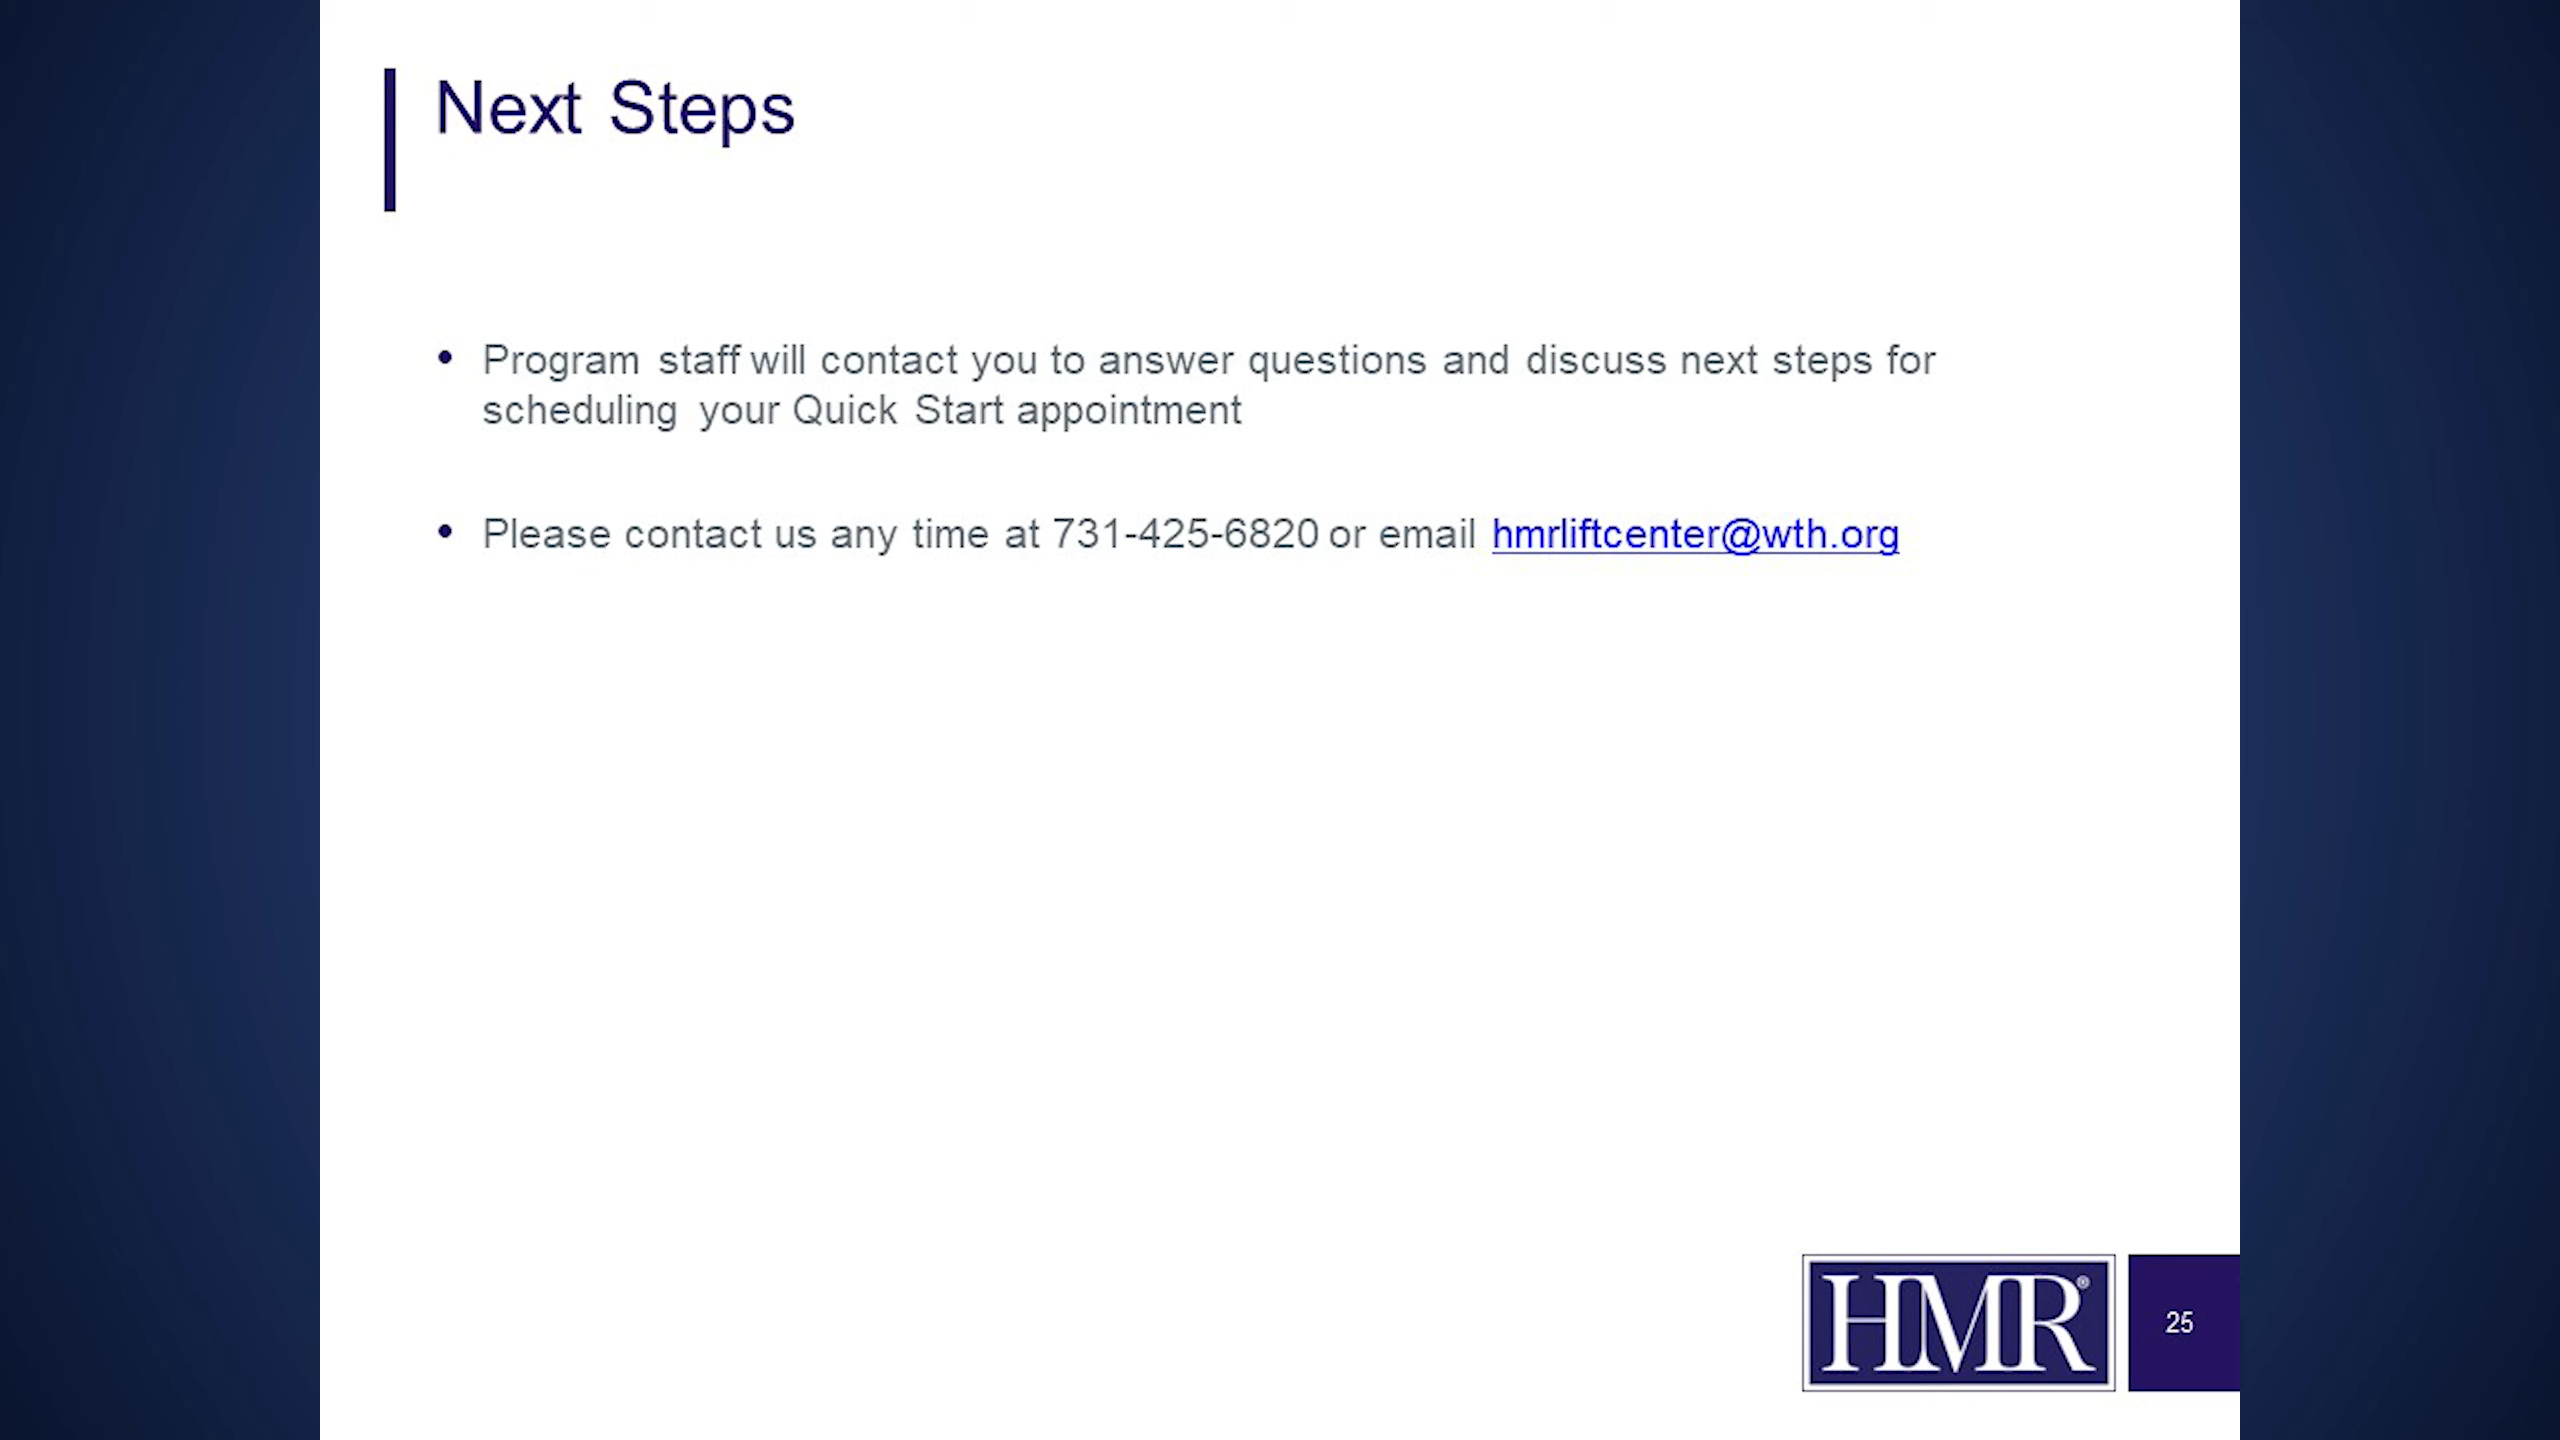 Next Steps
• Program staff will contact you to answer questions and discuss next steps for
scheduling your Quick Start appointment
• Please contact us any time at 731-425-6820 or email hmrliftcenter@wth.org
HMR®
25